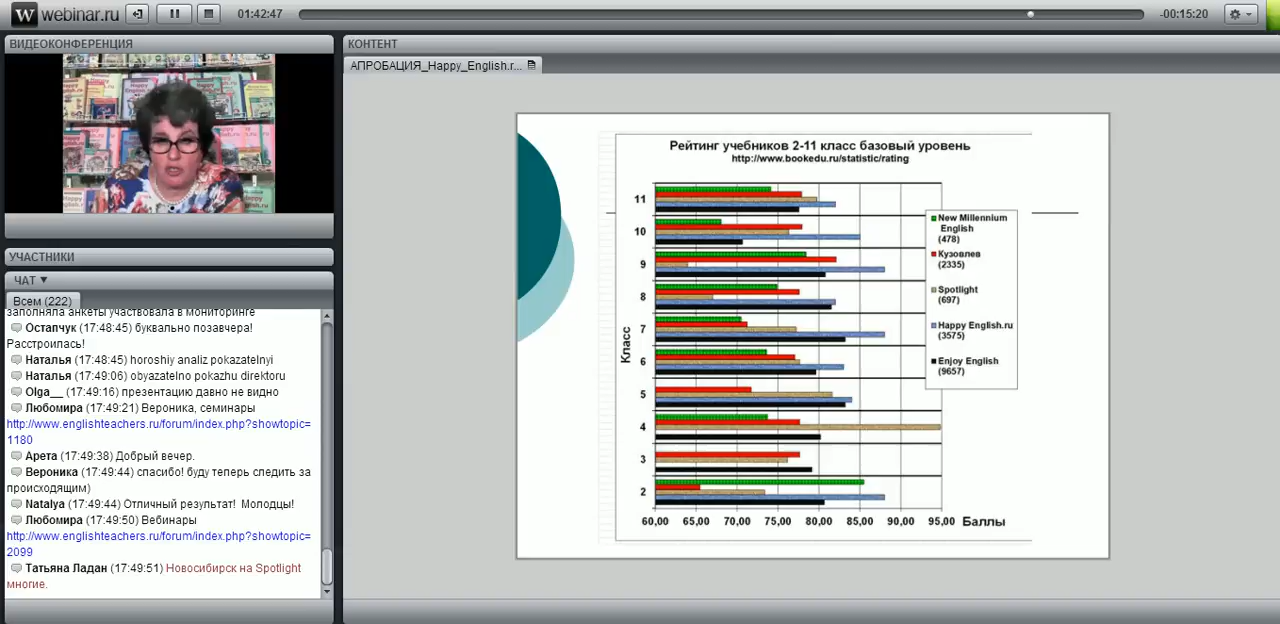 W webinar.ru
01:42:47
-00:15:20
ВИДЕОКОНФЕРЕНЦИЯ
Happy English
УЧАСТНИКИ
ЧАТ
Всем (222)
заполняла анкеты участвовала в мониторинге
Остапчук (17:48:45) буквально позавчера!
Расстроилась!
Наталья (17:48:45) horoshiy analiz pokazatelnyi
Наталья (17:49:06) obyazatelno pokazhu direktoru
Olga__ (17:49:16) презентацию давно не видно
Любомира (17:49:21) Вероника, семинары
http://www.englishteachers.ru/forum/index.php?showtopic=
1180
Арета (17:49:38) Добрый вечер.
Вероника (17:49:44) спасибо! буду теперь следить за
происходящим)
Natalya (17:49:44) Отличный результат! Молодцы!
Любомира (17:49:50) Вебинары
http://www.englishteachers.ru/forum/index.php?showtopic=
2099
Татьяна Ладан (17:49:51) Новосибирск на Spotlight
многие.
КОНТЕНТ
АПРОБАЦИЯ_Happy_English.r...
Рейтинг учебников 2-11 класс базовый уровень
http://www.bookedu.ru/statistic/rating
Класс
11
10
9
8
7
6
5
4
3
2
60,00 65,00 70,00 75,00 80,00 85,00 90,00 95,00 Баллы
New Millennium
English
(478)
Кузовлев
(2335)
Spotlight
(697)
Happy English.ru
(3575)
Enjoy English
(9657)